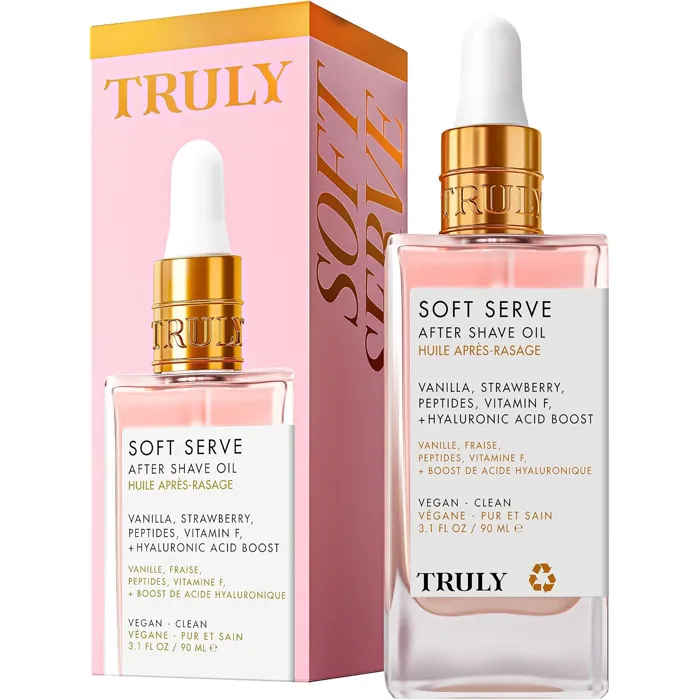 TRULY
SOFT
SERVE
TRULY
SOFT SERVE
AFTER SHAVE OIL
HUILE APRÈS-RASAGE
VANILLA, STRAWBERRY,
PEPTIDES, VITAMIN F,
+HYALURONIC ACID BOOST
VANILLE, FRAISE,
PEPTIDES, VITAMINE F,
+ BOOST DE ACIDE HYALURONIQUE
VEGAN - CLEAN
VÉGANE - PUR ET SAIN
3.1 FL OZ / 90 ML ℮
TRULY
SOFT SERVE
AFTER SHAVE OIL
HUILE APRÈS-RASAGE
VANILLA, STRAWBERRY,
PEPTIDES, VITAMIN F,
+HYALURONIC ACID BOOST
VANILLE, FRAISE,
PEPTIDES, VITAMINE F,
+ BOOST DE ACIDE HYALURONIQUE
VEGAN - CLEAN
VÉGANE - PUR ET SAIN
3.1 FL OZ / 90 ML ℮
TRULY